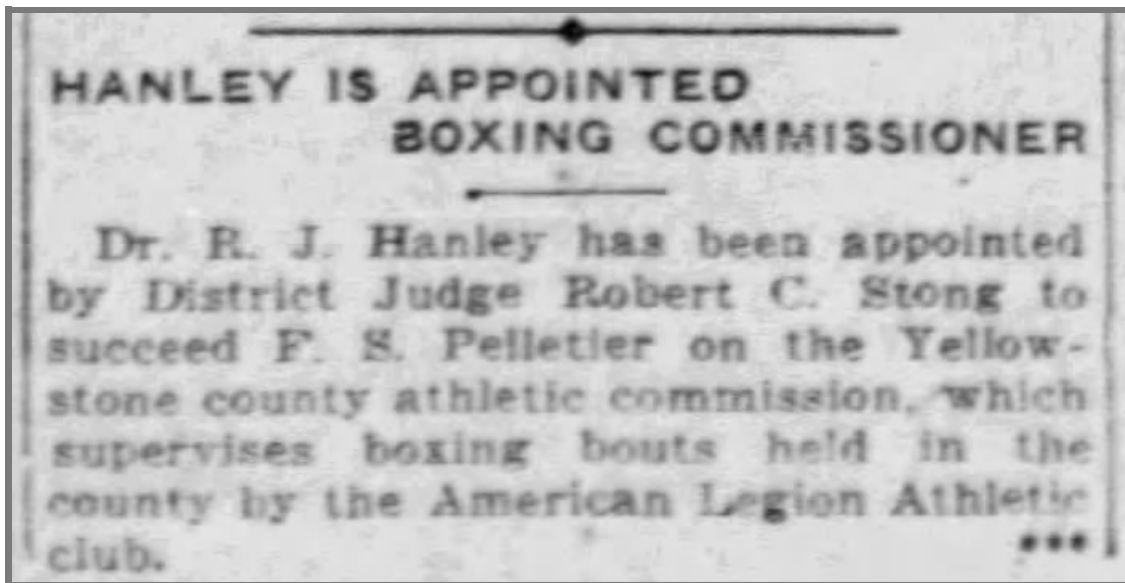 HANLEY IS APPOINTED
BOXING COMMISSIONER
Dr. R. J. Hanley has been appointed
by District Judge Robert C. Stong to
succeed F. S. Pelletier on the Yellow-
stone county athletic commission, which
supervises boxing bouts held in the
county by the American Legion Athletic
club.
***